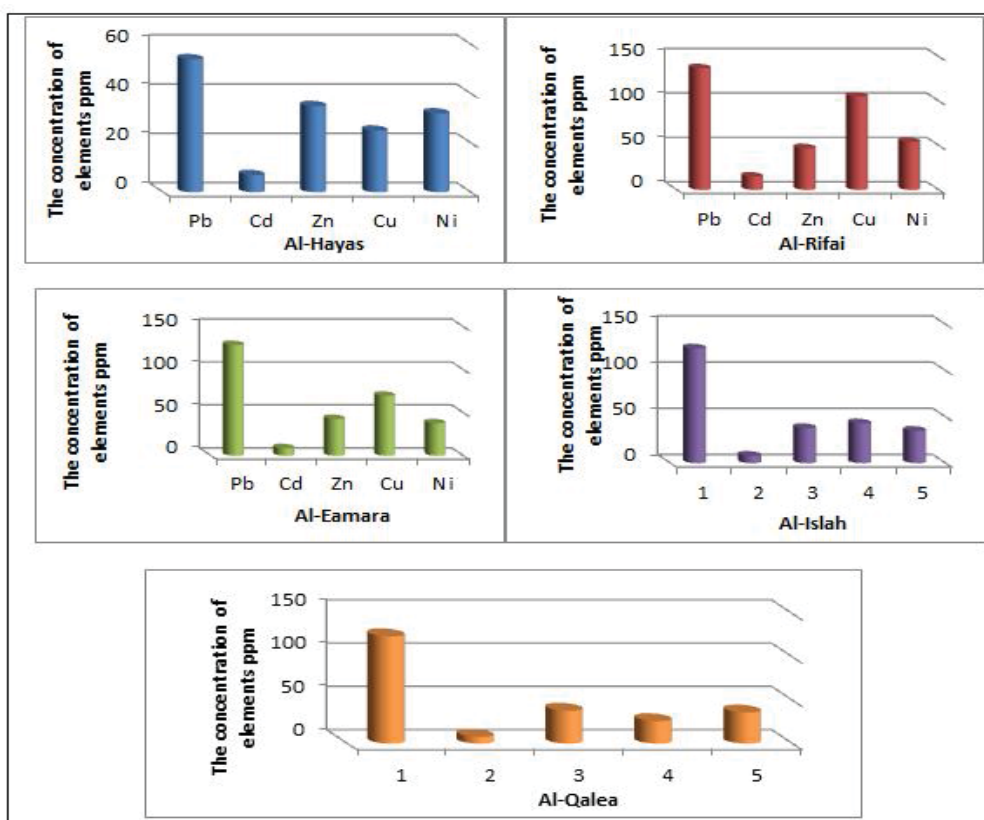 The concentration of
elements ppm
60
40
20
0
Pb Cd Zn Cu Ni
Al-Hayas
The concentration of
elements ppm
150
100
50
0
Pb Cd Zn Cu Ni
Al-Rifai
The concentration of
elements ppm
150
100
50
0
Pb Cd Zn Cu Ni
Al-Eamara
The concentration of
elements ppm
150
100
50
0
1 2 3 4 5
Al-Islah
The concentration of
elements ppm
150
100
50
0
1 2 3 4 5
Al-Qalea